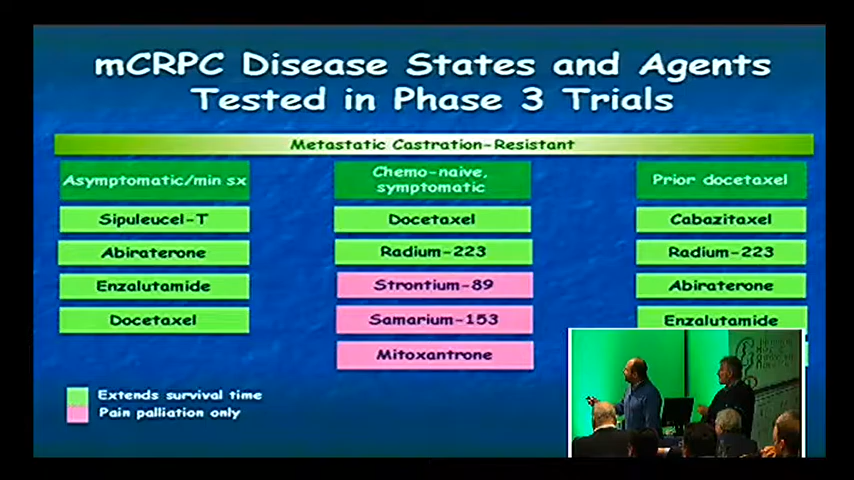 mCRPC Disease States and Agents
Tested in Phase 3 Trials
Metastatic Castration-Resistant
Asymptomatic/min sx
Sipuleucel-T
Abiraterone
Enzalutamide
Docetaxel
Chemo-naive,
symptomatic
Docetaxel
Radium-223
Strontium-89
Samarium-153
Mitoxantrone
Prior docetaxel
Cabazitaxel
Radium-223
Abiraterone
Enzalutamide
Extends survival time
Pain palliation only